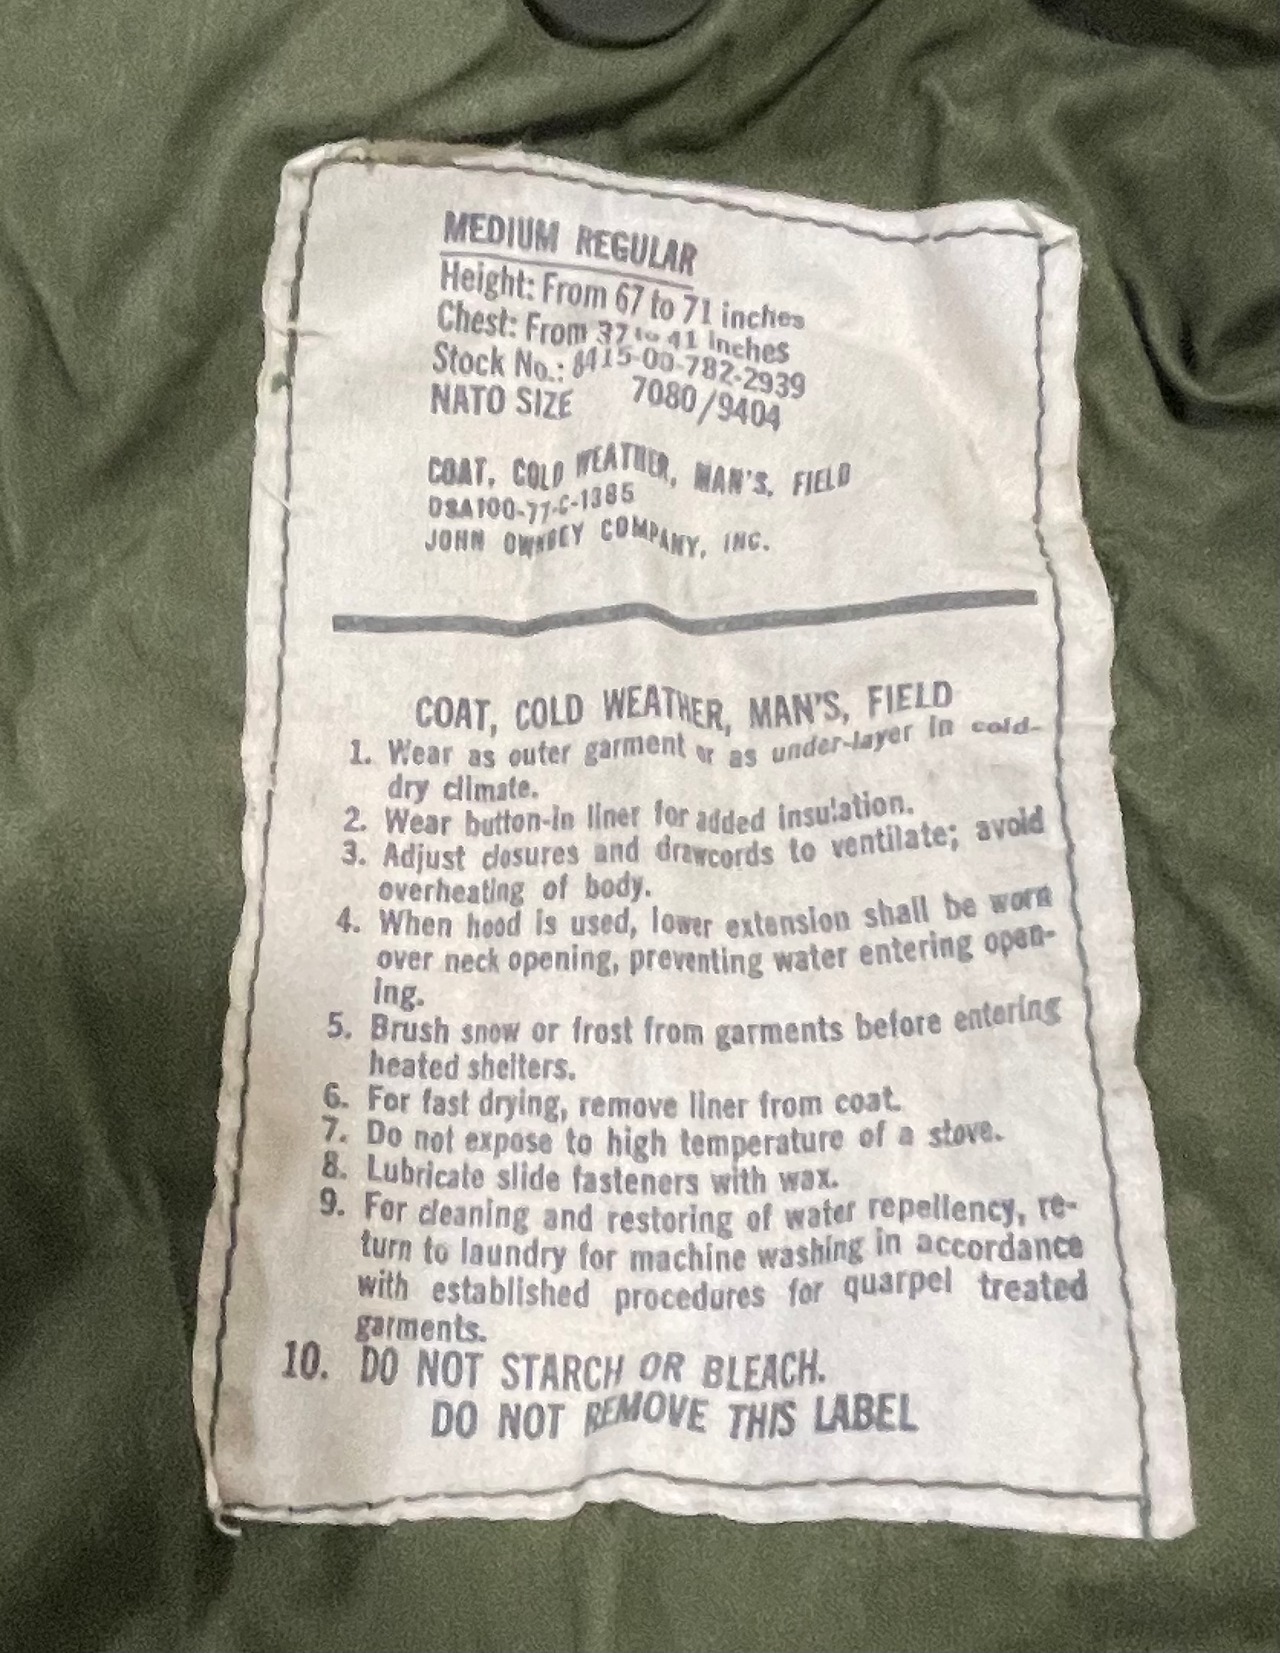 MEDIUM REGULAR
Height: From 67 to 71 inches
Chest: From 37 to 41 inches
Stock No.: 8415-00-782-2939
NATO SIZE 7080/9404
COAT, COLD WEATHER, MAN'S, FIELD
DSA100-77-C-1385
JOHN OWNBEY COMPANY, INC.
COAT, COLD WEATHER, MAN'S, FIELD
1. Wear as outer garment or as under-layer in cold-
dry climate.
2. Wear button-in liner for added insulation.
3. Adjust closures and drawcords to ventilate; avoid
overheating of body.
4. When hood is used, lower extension shall be worn
over neck opening, preventing water entering open-
ing.
5. Brush snow or frost from garments before entering
heated shelters.
6. For fast drying, remove liner from coat.
7. Do not expose to high temperature of a stove.
8. Lubricate slide fasteners with wax.
9. For cleaning and restoring of water repellency, re-
turn to laundry for machine washing in accordance
with established procedures for quarpel treated
garments.
10. DO NOT STARCH OR BLEACH.
DO NOT REMOVE THIS LABEL